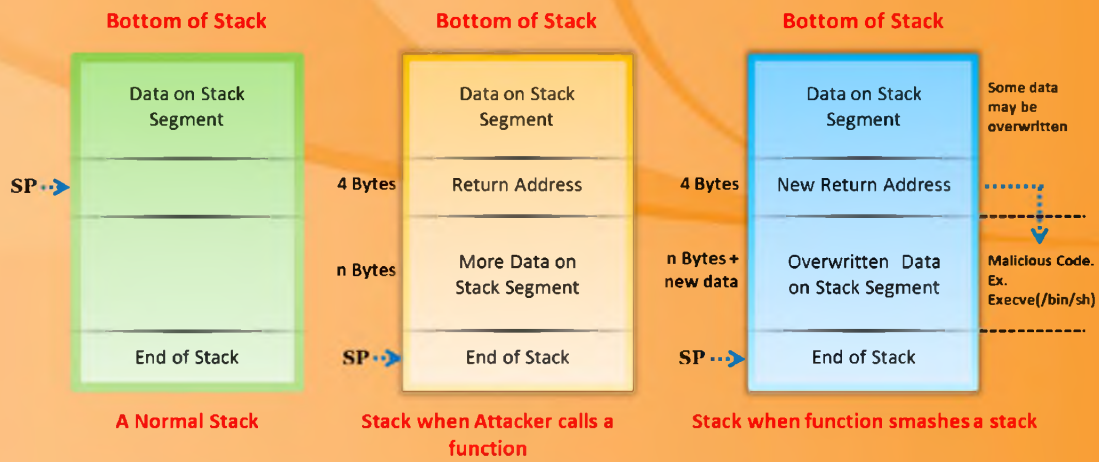 Bottom of Stack
Data on Stack
Segment
SP
End of Stack
A Normal Stack
Bottom of Stack
Data on Stack
Segment
4 Bytes
Return Address
n Bytes
More Data on
Stack Segment
SP
End of Stack
Stack when Attacker calls a
function
Bottom of Stack
Data on Stack
Segment
Some data
may be
overwritten
4 Bytes
New Return Address
n Bytes +
new data
Overwritten Data
on Stack Segment
Malicious Code.
Ex.
Execve(/bin/sh)
SP
End of Stack
Stack when function smashes a stack